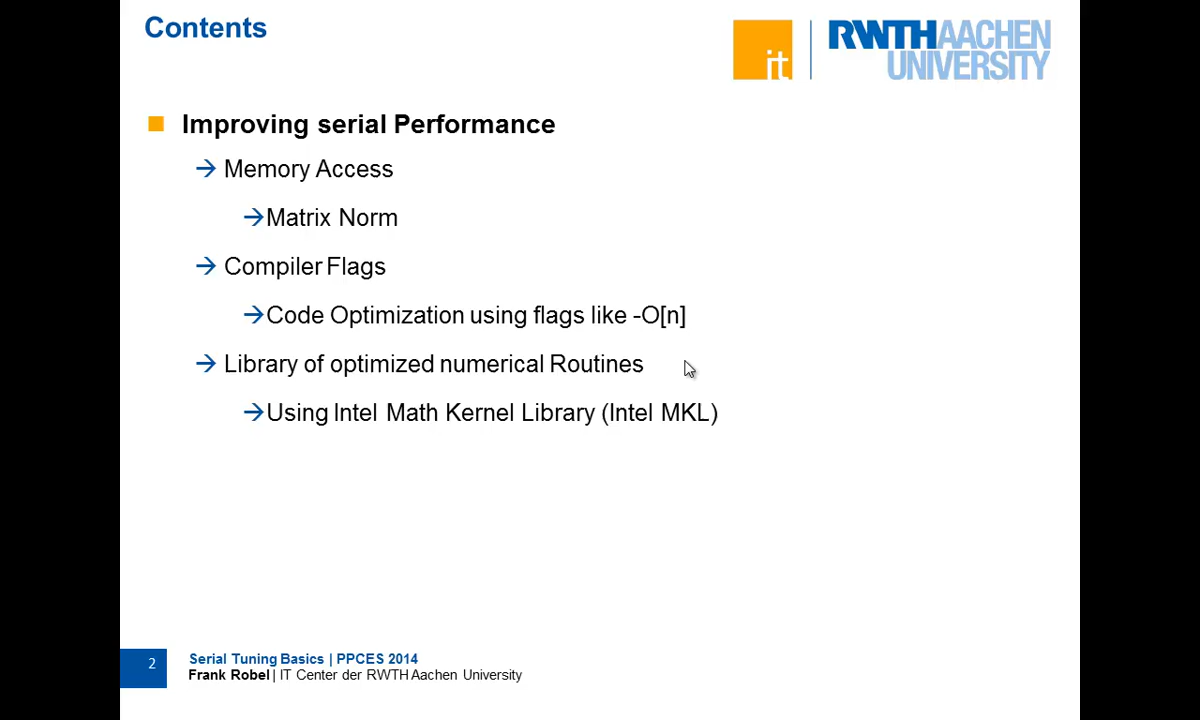 Contents
it
RWTHAACHEN
UNIVERSITY
Improving serial Performance
→ Memory Access
→Matrix Norm
→ Compiler Flags
→Code Optimization using flags like -O[n]
→ Library of optimized numerical Routines
→Using Intel Math Kernel Library (Intel MKL)
2
Serial Tuning Basics | PPCES 2014
Frank Robel | IT Center der RWTH Aachen University